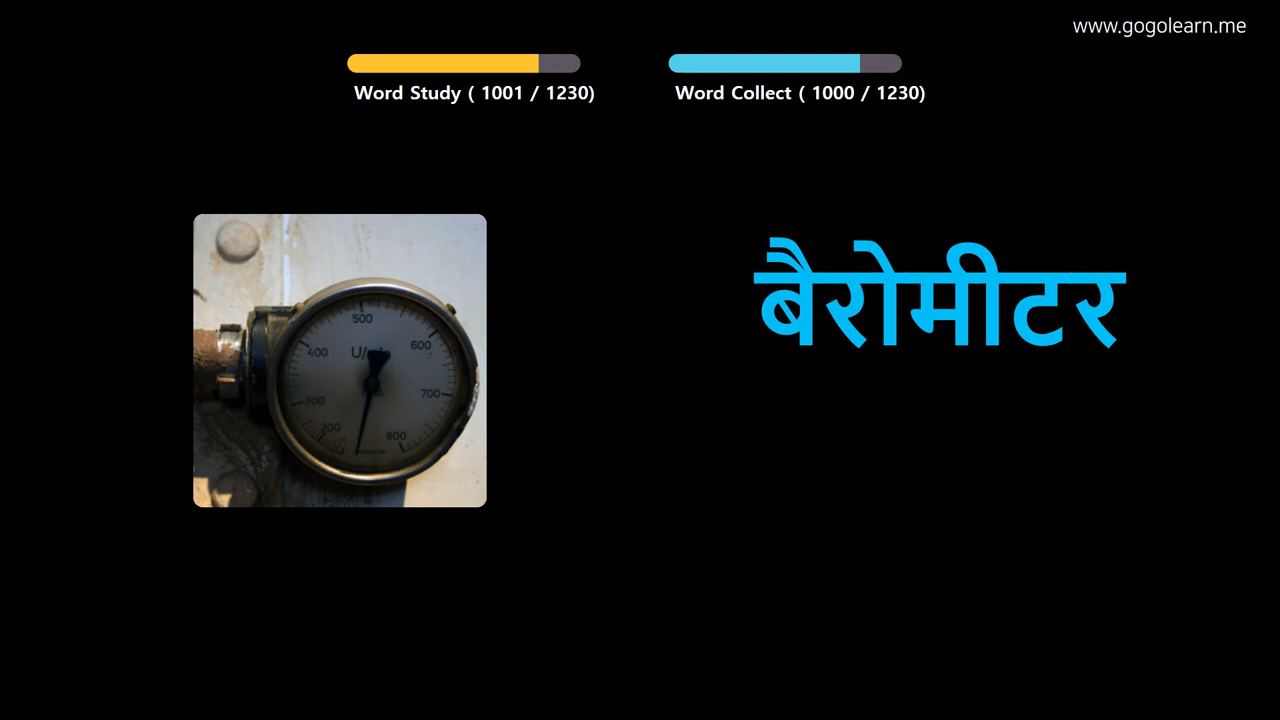 www.gogolearn.me
Word Study ( 1001 / 1230)
Word Collect ( 1000 / 1230)
बैरोमीटर
500
400
600
300
700
200
800